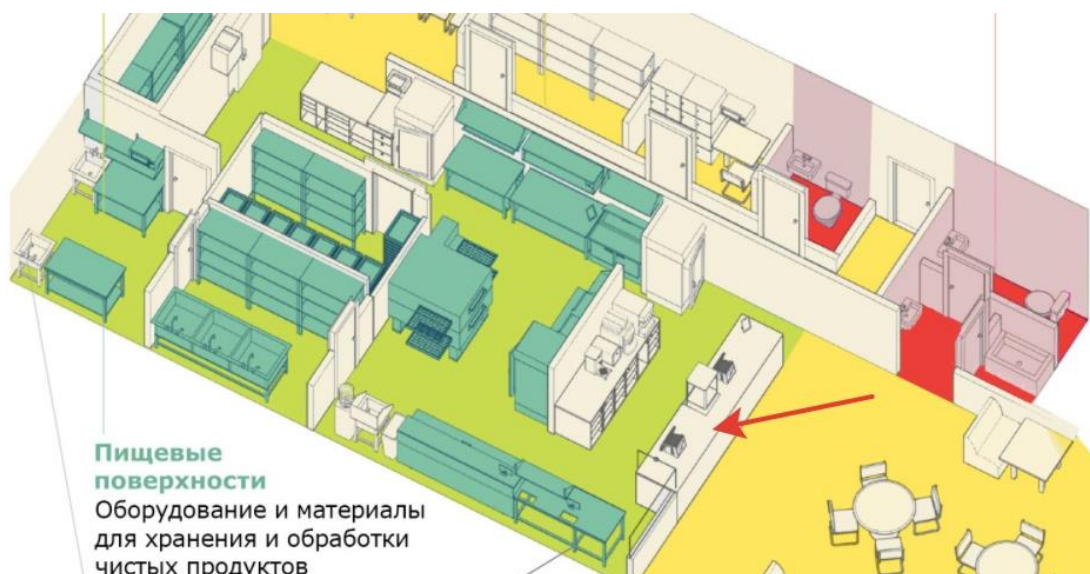 Пищевые
поверхности
Оборудование и материалы
для хранения и обработки
чистых продуктов